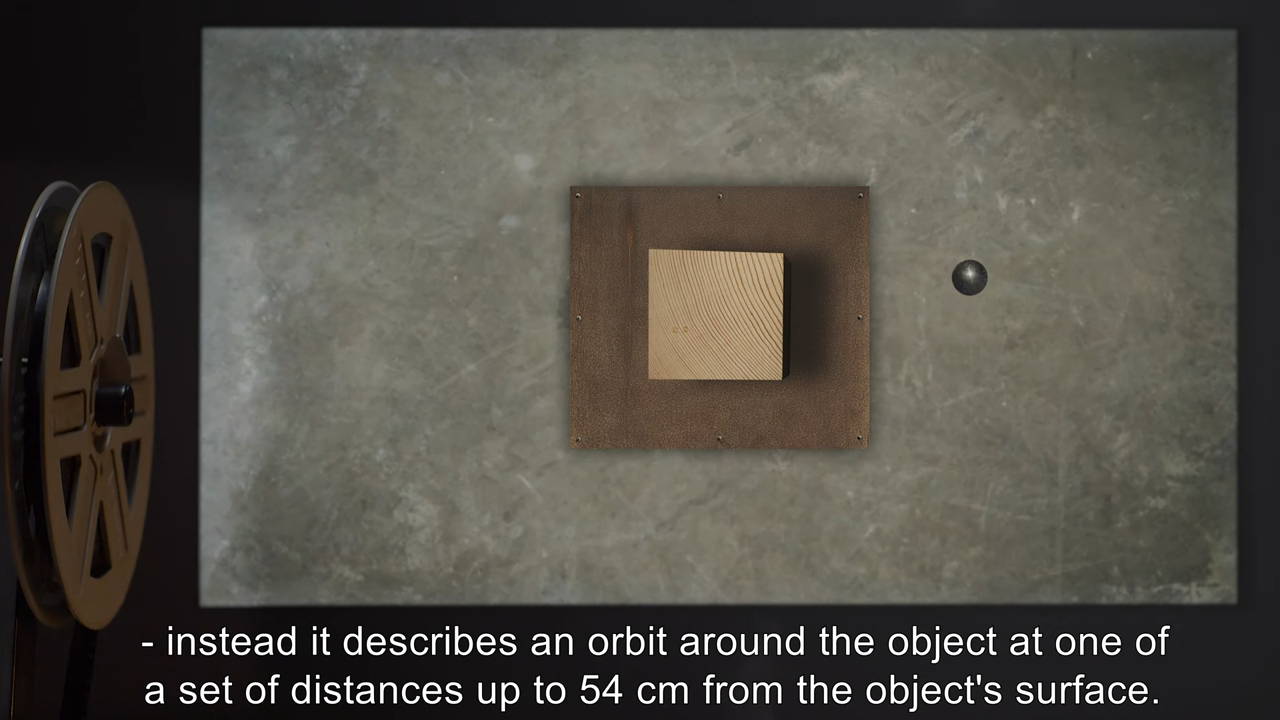 - instead it describes an orbit around the object at one of
a set of distances up to 54 cm from the object's surface.